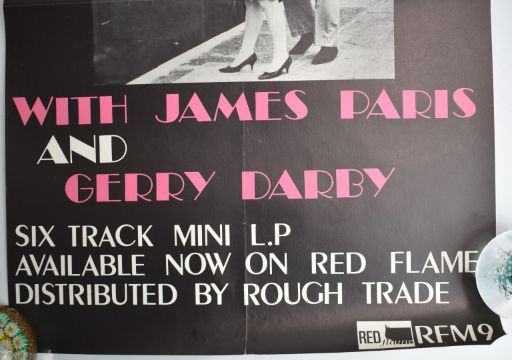 WITH JAMES PARIS
AND
GERRY DARBY
SIX TRACK MINI L.P
AVAILABLE NOW ON RED FLAME
DISTRIBUTED BY ROUGH TRADE
RED RFM9